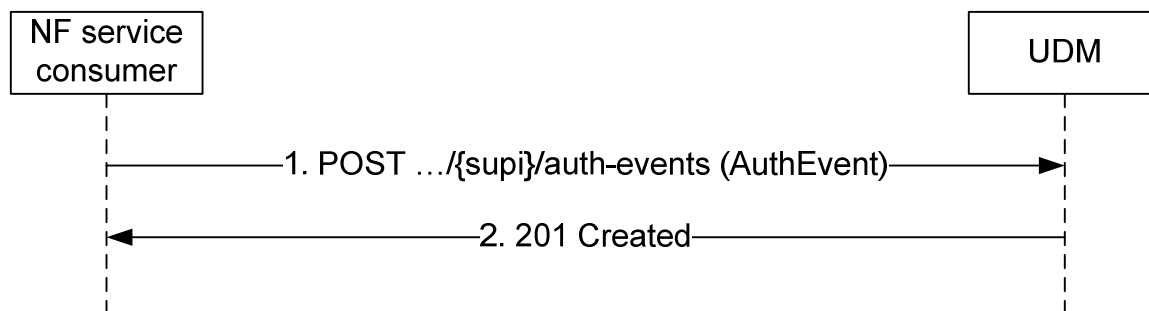 NF service
consumer
UDM
1. POST …/{supi}/auth-events (AuthEvent)
2. 201 Created